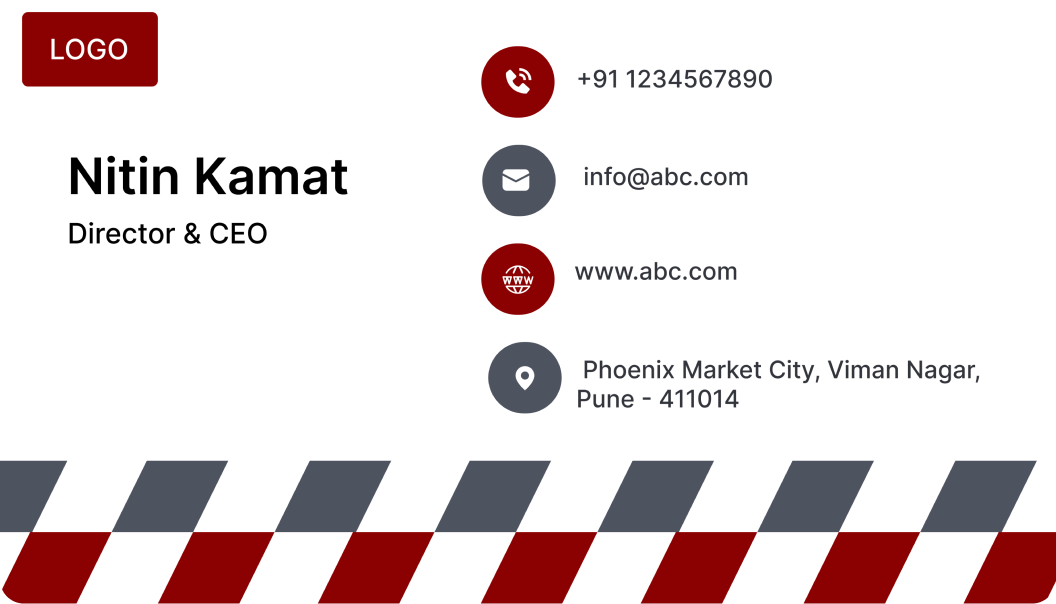 LOGO
Nitin Kamat
Director & CEO
+91 1234567890
info@abc.com
WWW
www.abc.com
Phoenix Market City, Viman Nagar,
Pune - 411014